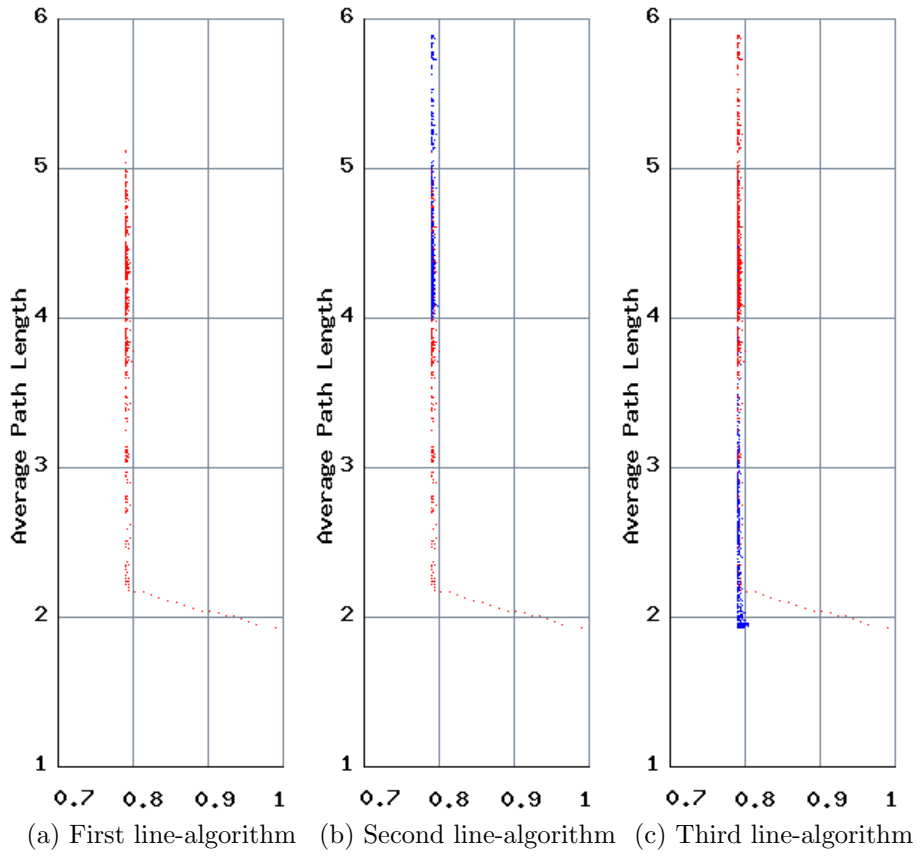 6 6 6
5 5 5
4 4 4
3 3 3
2 2 2
1 1 1
Average Path Length
Average Path Length
Average Path Length
0.7 0.8 0.9 1 0.7 0.8 0.9 1 0.7 0.8 0.9 1
(a) First line-algorithm (b) Second line-algorithm (c) Third line-algorithm